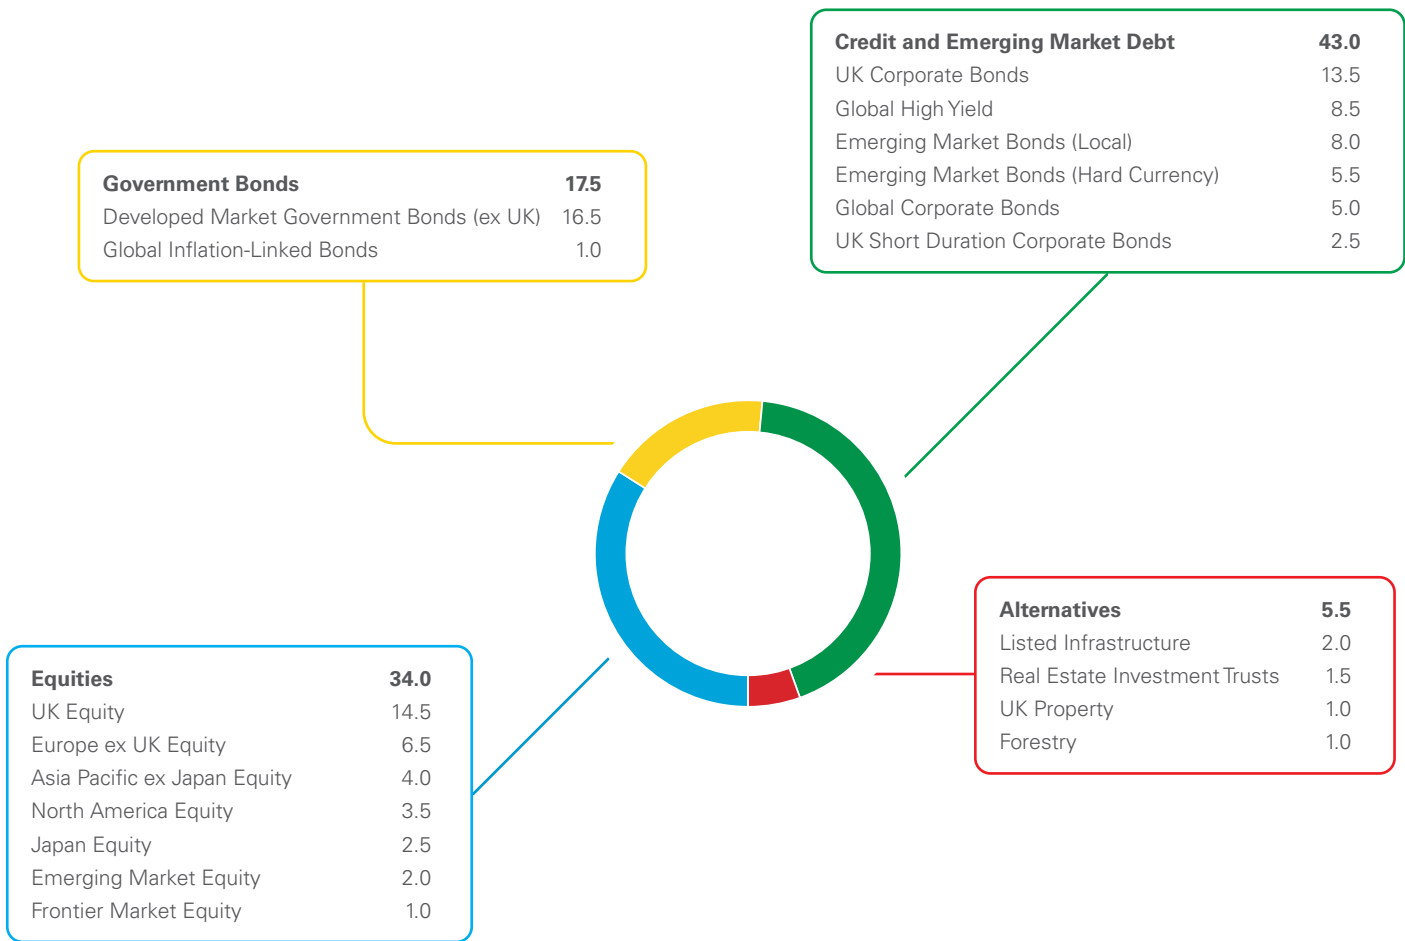 Credit and Emerging Market Debt 43.0
UK Corporate Bonds 13.5
Global High Yield 8.5
Emerging Market Bonds (Local) 8.0
Emerging Market Bonds (Hard Currency) 5.5
Global Corporate Bonds 5.0
UK Short Duration Corporate Bonds 2.5
Government Bonds 17.5
Developed Market Government Bonds (ex UK) 16.5
Global Inflation-Linked Bonds 1.0
Alternatives 5.5
Listed Infrastructure 2.0
Real Estate Investment Trusts 1.5
UK Property 1.0
Forestry 1.0
Equities 34.0
UK Equity 14.5
Europe ex UK Equity 6.5
Asia Pacific ex Japan Equity 4.0
North America Equity 3.5
Japan Equity 2.5
Emerging Market Equity 2.0
Frontier Market Equity 1.0